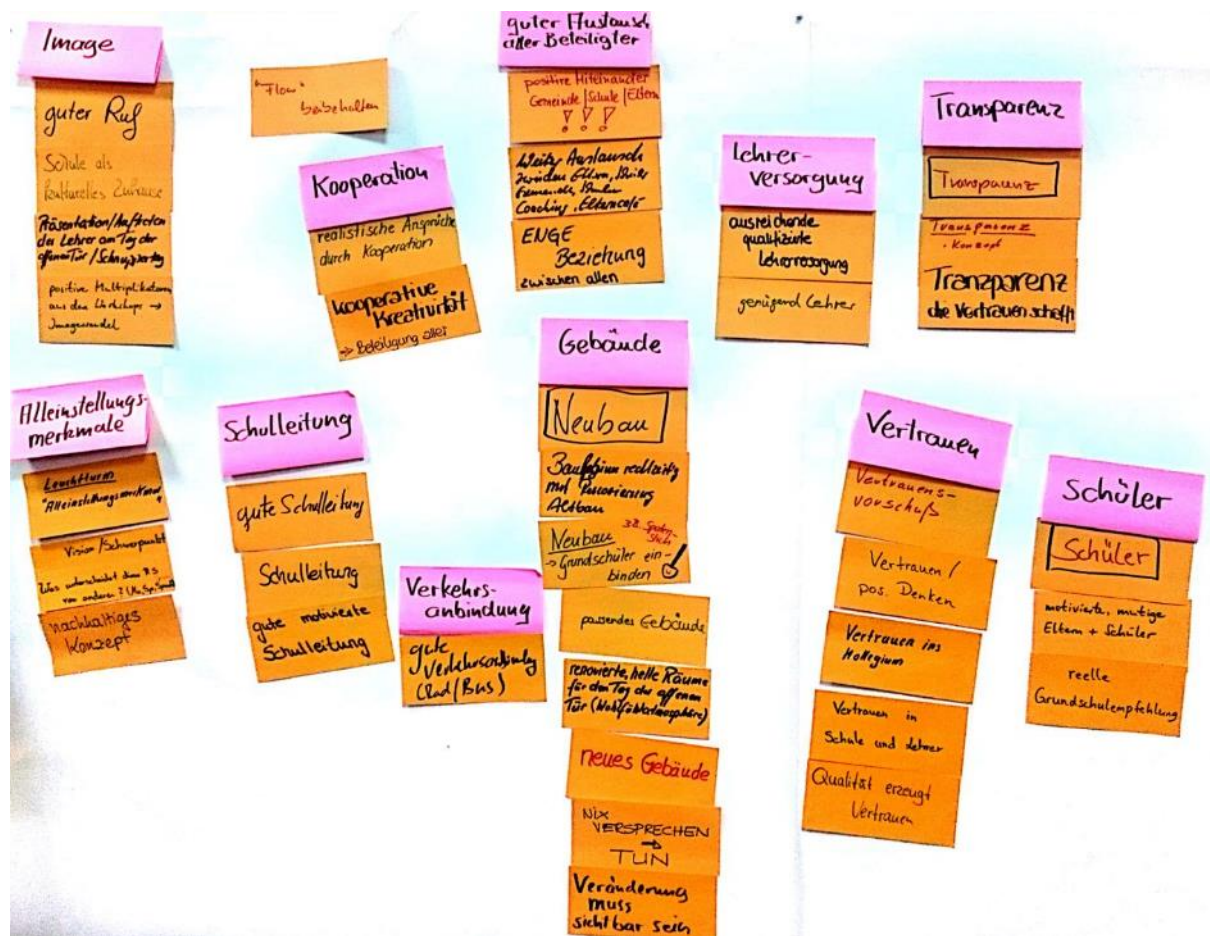 Image
guter Ruf
Schule als
kulturelles Zuhause
Präsentation/Auftreten
der Lehrer am Tag der
offenen Tür/Schnuppertag
positive Multiplikatoren
aus den Workshops →
Imagewandel
"Flow"
beibehalten
Kooperation
realistische Ansprüche
durch Kooperation
kooperative
Kreativität
→ Beteiligung aller
guter Austausch
aller Beteiligter
positive Miteinander
Gemeinde/Schule/Eltern
! ! !
Austausch
zwischen Eltern,
Coaching, Elterncafé
ENGE
Beziehung
zwischen allen
Lehrer-
versorgung
ausreichende
qualifizierte
Lehrerversorgung
genügend Lehrer
Transparenz
Transparenz
Transparenz
· Konzept
Tranzparenz
die Vertrauen schafft
Alleinstellungs-
merkmale
Leuchtturm
"Alleinstellungsmerkmal"
Vision/Schwerpunkt
Was unterscheidet diese RS
von anderen?
nachhaltiges
Konzept
Schulleitung
gute Schulleitung
Schulleitung
gute motivierte
Schulleitung
Verkehrs-
anbindung
gute
Verkehrsanbindung
(Rad/Bus)
Gebäude
Neubau
Baubeginn rechtzeitig
mit Renovierung
Altbau
Neubau
z.B. Spaten-
stich
→ Grundschüler ein-
binden
passendes Gebäude
renovierte, helle Räume
für den Tag der offenen
Tür (Wohlfühlatmosphäre)
neues Gebäude
NIX
VERSPRECHEN
→
TUN
Veränderung
muss
sichtbar sein
Vertrauen
Vertrauens-
vorschuß
Vertrauen/
pos. Denken
Vertrauen ins
Kollegium
Vertrauen in
Schule und Lehrer
Qualität erzeugt
Vertrauen
Schüler
Schüler
motivierte, mutige
Eltern + Schüler
reelle
Grundschulempfehlung